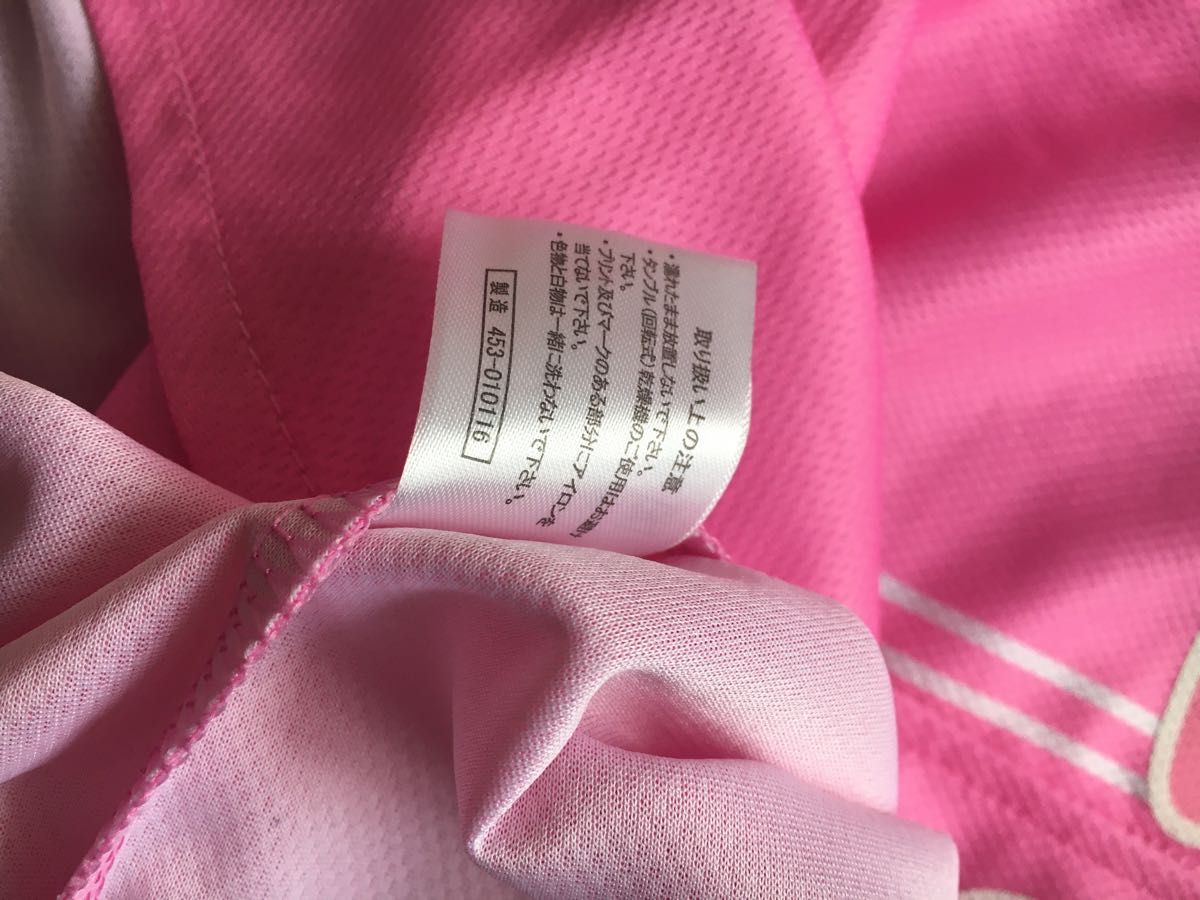 取り扱い上の注意
・濡れたまま放置しないで下さい。
・タンブル(回転式)乾燥機のご使用はお避け
下さい。
・プリント及びマークのある部分にアイロンを
当てないで下さい。
・色物と白物は一緒に洗わないで下さい。
製造 453-010116